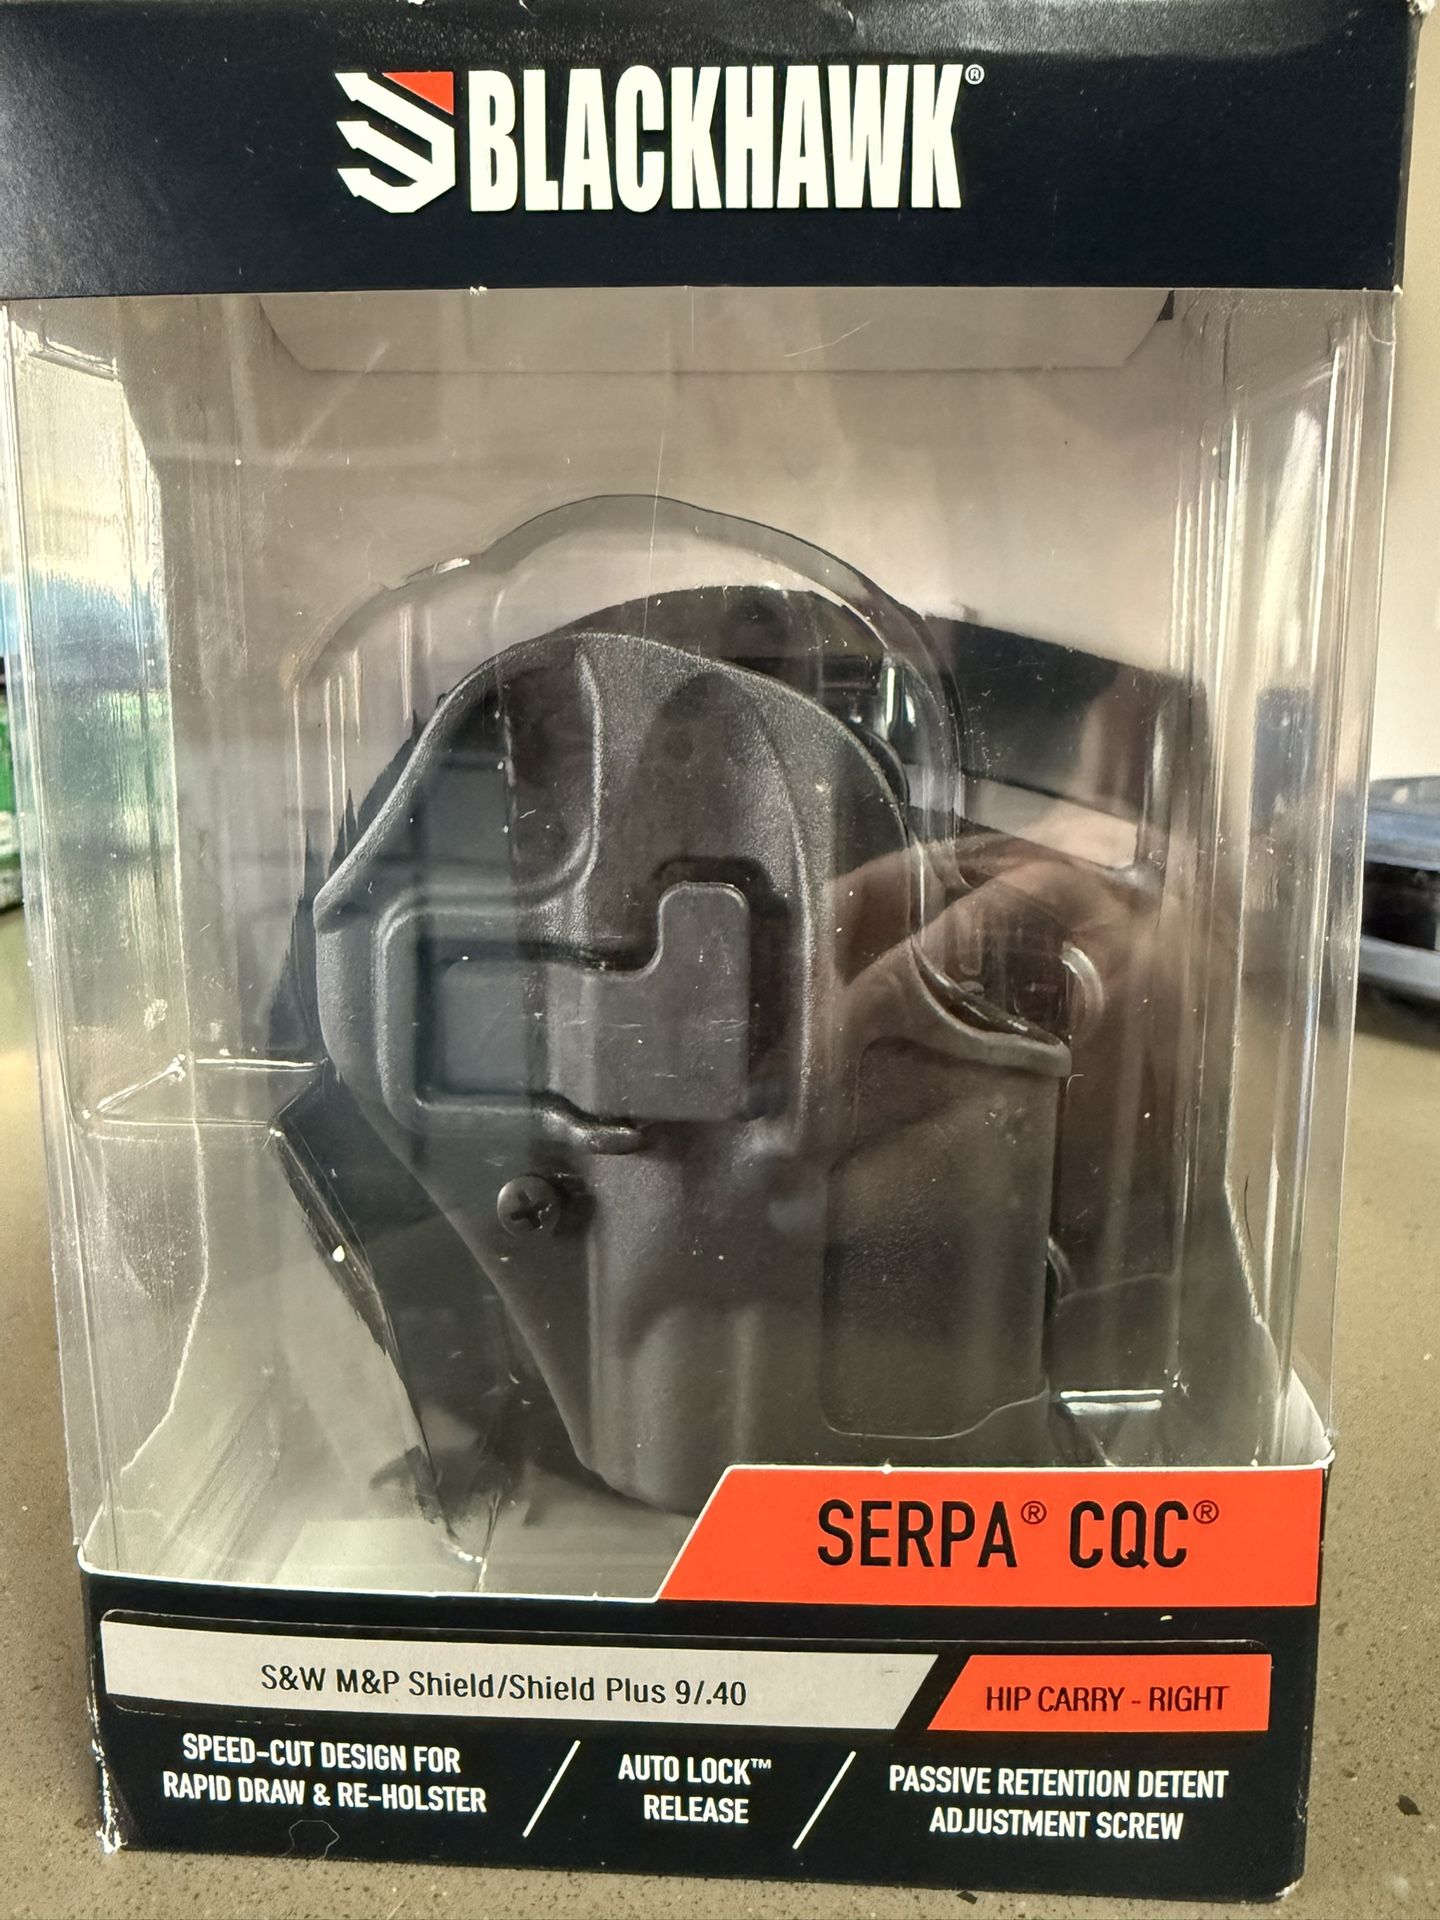 BLACKHAWK®
SERPA® CQC®
S&W M&P Shield/Shield Plus 9/.40
HIP CARRY - RIGHT
SPEED-CUT DESIGN FOR
RAPID DRAW & RE-HOLSTER
AUTO LOCK™
RELEASE
PASSIVE RETENTION DETENT
ADJUSTMENT SCREW